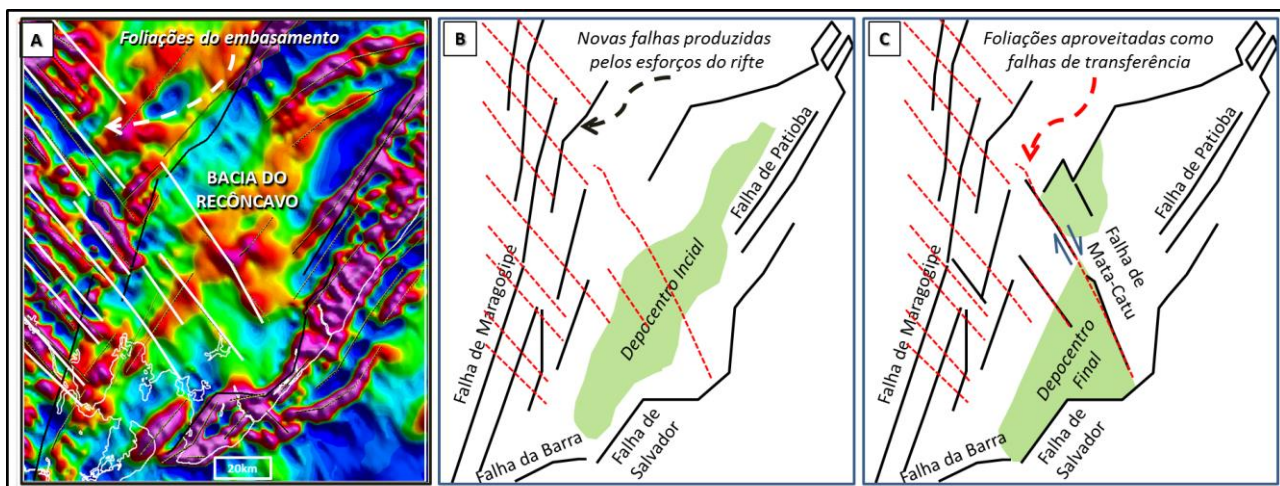 A
Foliações do embasamento
BACIA DO
RECÔNCAVO
20km
B
Novas falhas produzidas
pelos esforços do rifte
Falha de Maragogipe
Depocentro Incial
Falha de Patioba
Falha da Barra
Falha de
Salvador
C
Foliações aproveitadas como
falhas de transferência
Falha de Maragogipe
Falha de Patioba
Falha de
Mata-Catu
Depocentro
Final
Falha da Barra
Falha de
Salvador